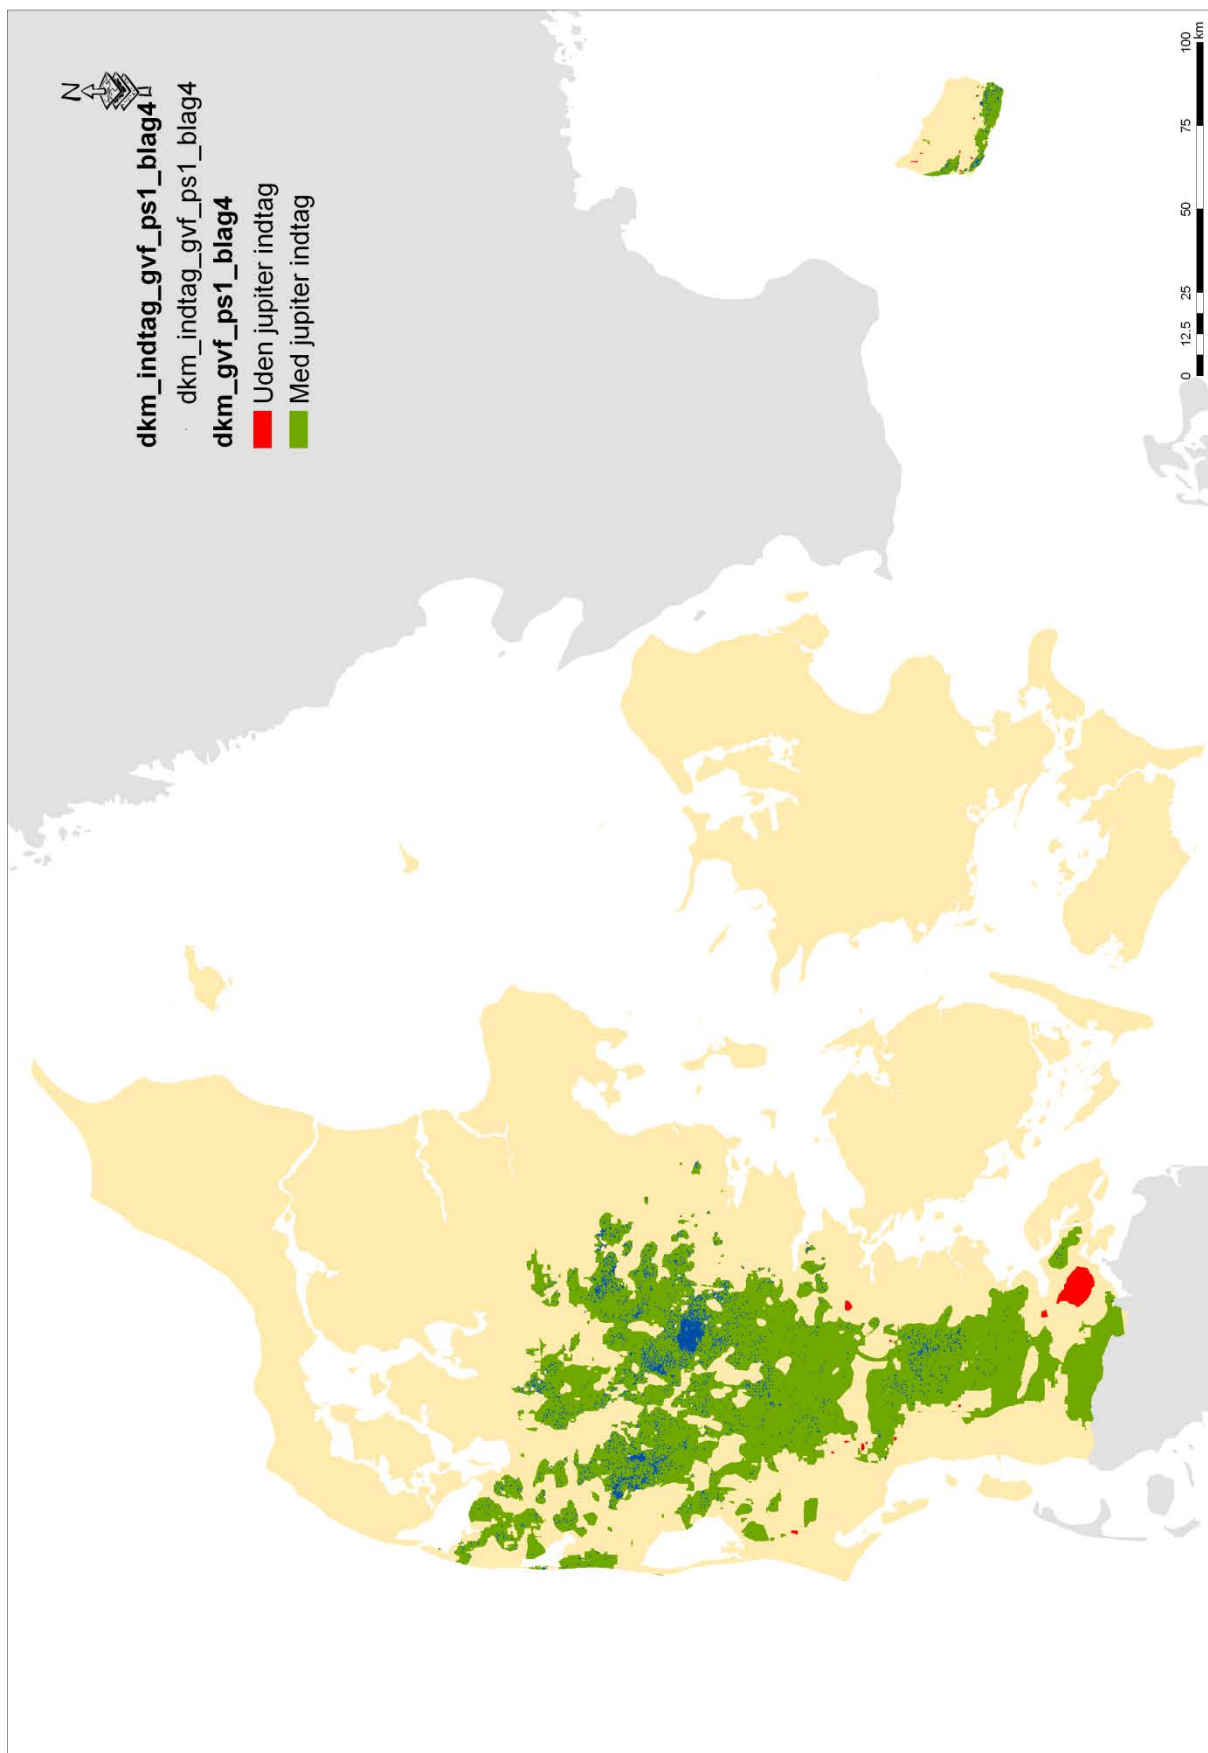 N
dkm_indtag_gvf_ps1_blag4
dkm_indtag_gvf_ps1_blag4
dkm_gvf_ps1_blag4
Uden jupiter indtag
Med jupiter indtag
0 12.5 25 50 75 100
km